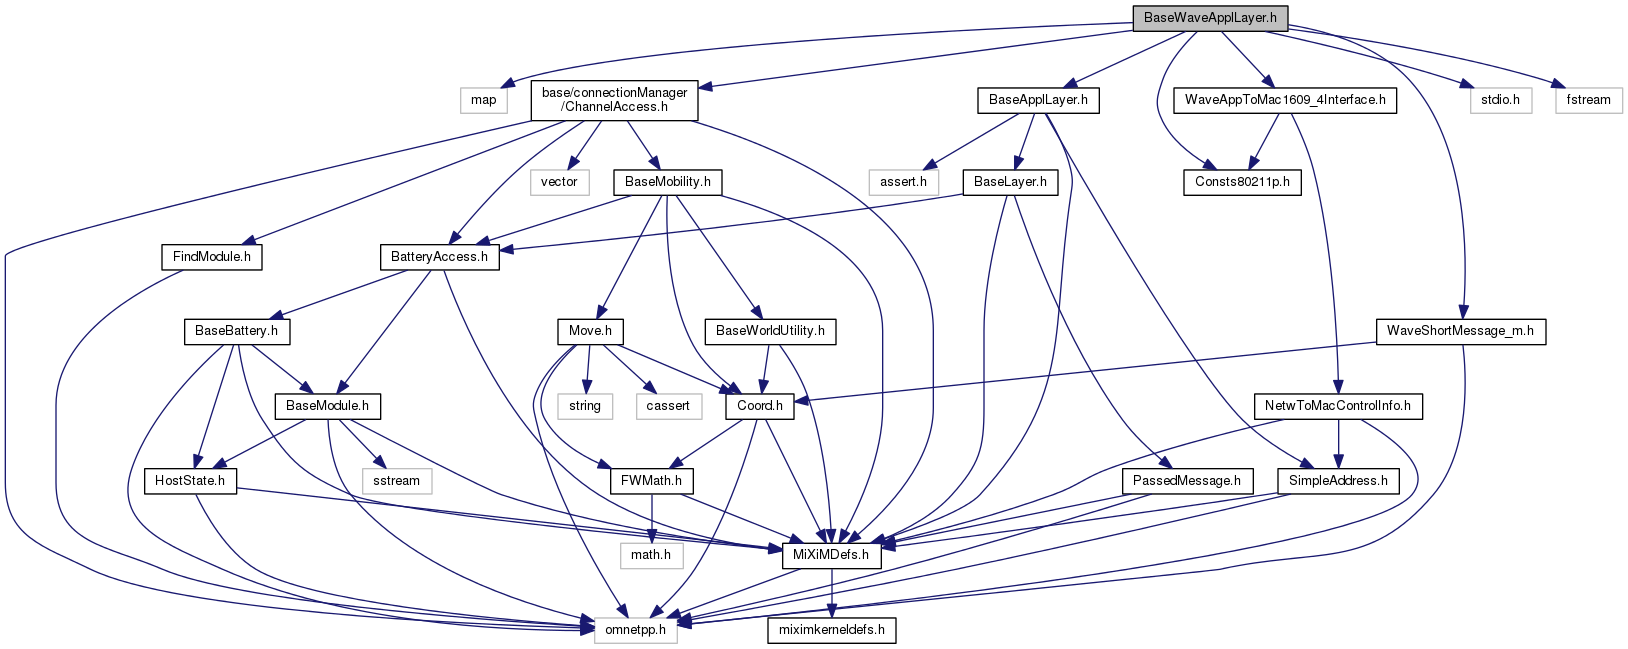 BaseWaveApplLayer.h
map
base/connectionManager
/ChannelAccess.h
BaseApplLayer.h
WaveAppToMac1609_4Interface.h
stdio.h
fstream
vector
BaseMobility.h
assert.h
BaseLayer.h
Consts80211p.h
FindModule.h
BatteryAccess.h
BaseBattery.h
Move.h
BaseWorldUtility.h
WaveShortMessage_m.h
BaseModule.h
string
cassert
Coord.h
NetwToMacControlInfo.h
HostState.h
sstream
FWMath.h
PassedMessage.h
SimpleAddress.h
math.h
MiXiMDefs.h
omnetpp.h
miximkerneldefs.h